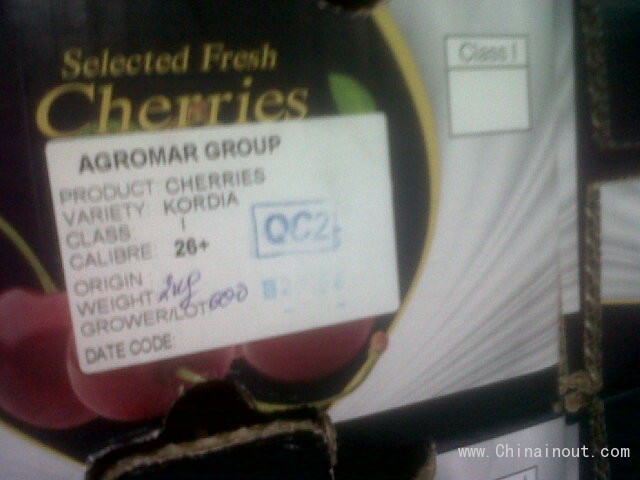 Selected Fresh
Cherries
Class I
AGROMAR GROUP
PRODUCT CHERRIES
VARIETY KORDIA
CLASS I
CALIBRE: 26+
QC2
ORIGIN
WEIGHT 2kg
GROWER/LOT
DATE CODE:
www.Chinainout.com